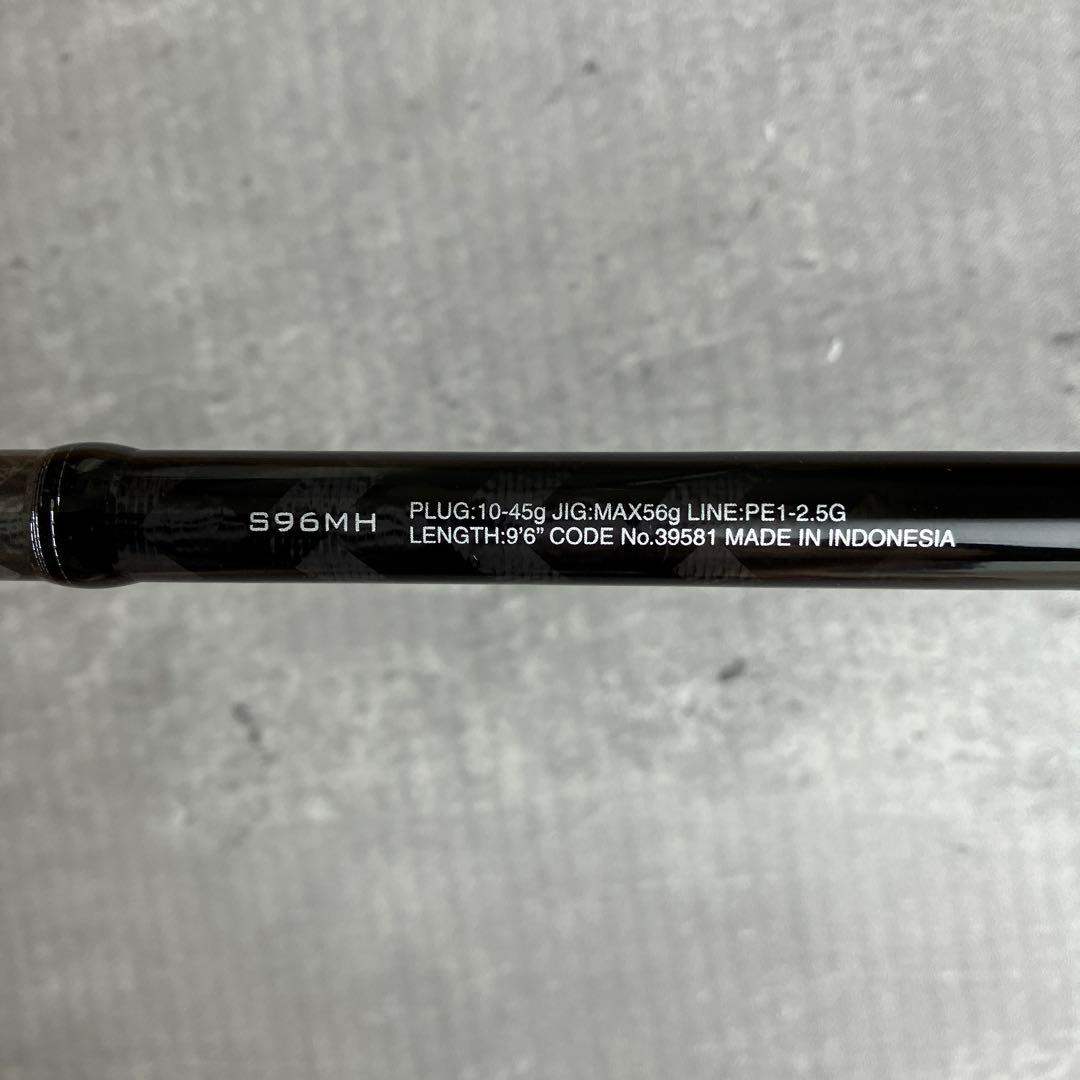 S96MH
PLUG:10-45g JIG:MAX56g LINE:PE1-2.5G
LENGTH:9'6” CODE No.39581 MADE IN INDONESIA